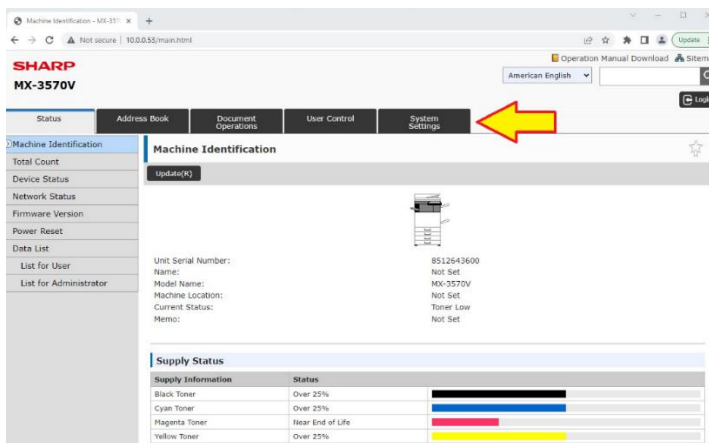 Machine Identification - MX-357
Not secure | 10.0.0.55/main.html
Update
Operation Manual Download
SHARP
American English
MX-3570V
Status
Address Book
Document Operations
User Control
System Settings
Machine Identification
Total Count
Device Status
Network Status
Firmware Version
Power Reset
Data List
List for User
List for Administrator
Machine Identification
Update(R)
Unit Serial Number: 8512643600
Name: Not Set
Model Name: MX-3570V
Machine Location: Not Set
Current Status: Toner Low
Memo: Not Set
Supply Status
Supply Information Status
Black Toner Over 25%
Cyan Toner Over 25%
Magenta Toner Near End of Life
Yellow Toner Over 25%